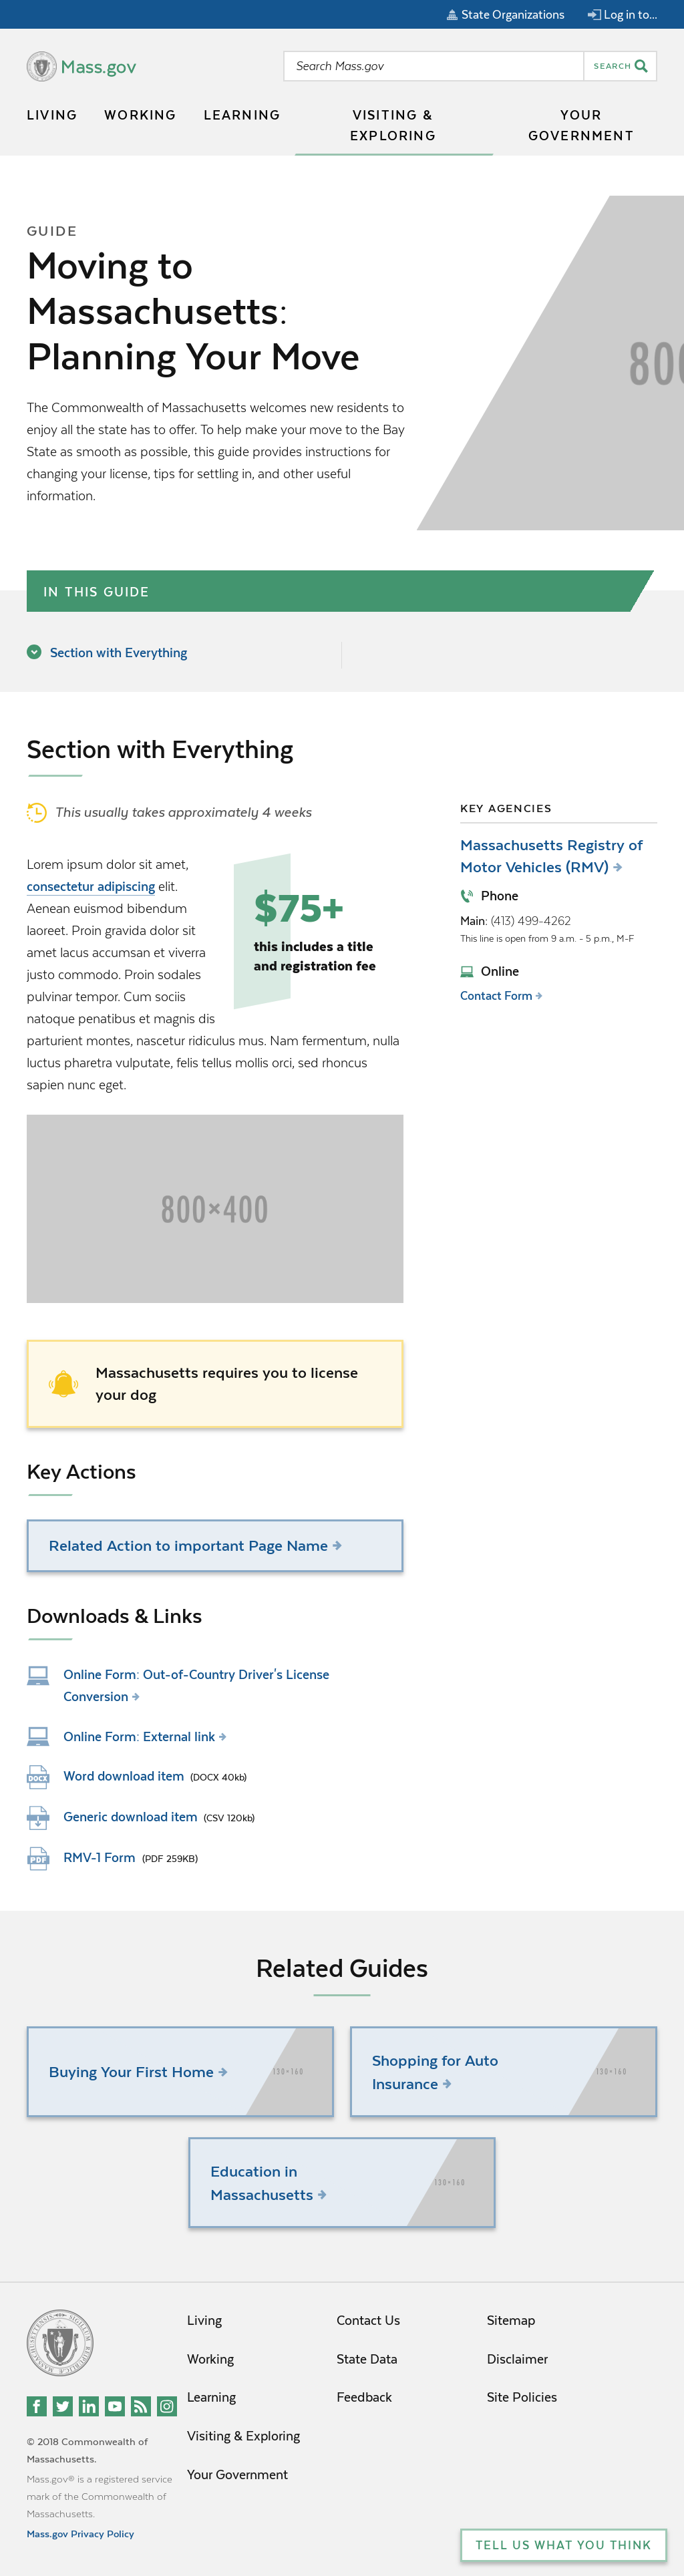 State Organizations
Log in to...
Mass.gov
Search Mass.gov
SEARCH
LIVING
WORKING
LEARNING
VISITING &
EXPLORING
YOUR
GOVERNMENT
GUIDE
Moving to
Massachusetts:
Planning Your Move
The Commonwealth of Massachusetts welcomes new residents to
enjoy all the state has to offer. To help make your move to the Bay
State as smooth as possible, this guide provides instructions for
changing your license, tips for settling in, and other useful
information.
800
IN THIS GUIDE
Section with Everything
Section with Everything
This usually takes approximately 4 weeks
Lorem ipsum dolor sit amet,
consectetur adipiscing elit.
Aenean euismod bibendum
laoreet. Proin gravida dolor sit
amet lacus accumsan et viverra
justo commodo. Proin sodales
pulvinar tempor. Cum sociis
natoque penatibus et magnis dis
parturient montes, nascetur ridiculus mus. Nam fermentum, nulla
luctus pharetra vulputate, felis tellus mollis orci, sed rhoncus
sapien nunc eget.
$75+
this includes a title
and registration fee
800×400
Massachusetts requires you to license
your dog
Key Actions
Related Action to important Page Name
Downloads & Links
Online Form: Out-of-Country Driver's License
Conversion
Online Form: External link
DOCX
Word download item (DOCX 40kb)
Generic download item (CSV 120kb)
PDF
RMV-1 Form (PDF 259KB)
KEY AGENCIES
Massachusetts Registry of
Motor Vehicles (RMV)
Phone
Main: (413) 499-4262
This line is open from 9 a.m. - 5 p.m., M-F
Online
Contact Form
Related Guides
Buying Your First Home
130×160
Shopping for Auto
Insurance
130×160
Education in
Massachusetts
130×160
Living
Working
Learning
Visiting & Exploring
Your Government
Contact Us
State Data
Feedback
Sitemap
Disclaimer
Site Policies
© 2018 Commonwealth of
Massachusetts.
Mass.gov® is a registered service
mark of the Commonwealth of
Massachusetts.
Mass.gov Privacy Policy
TELL US WHAT YOU THINK